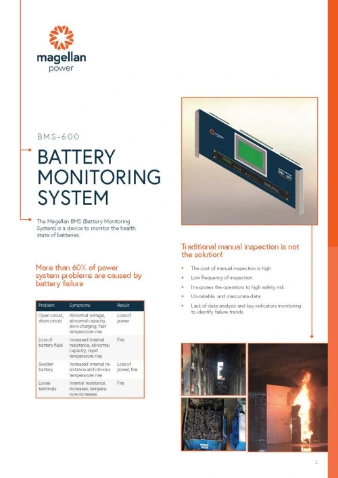 magellan
power
BMS-600
BATTERY
MONITORING
SYSTEM
The Magellan BMS (Battery Monitoring
System) is a device to monitor the health
state of batteries.
More than 60% of power
system problems are caused by
battery failure
Problem Symptoms Result
Open circuit, Abnormal voltage, Loss of
short circuit abnormal capacity, power
slow charging, fast
temperature rise
Loss of Increased internal Fire
battery fluid resistance, abnormal
capacity, rapid
temperature rise
Swollen Increased internal re- Loss of
battery sistance and obvious power, fire
temperature rise
Loose Internal resistance Fire
terminals increases, tempera-
ture increases
Traditional manual inspection is not
the solution!
• The cost of manual inspection is high
• Low frequency of inspection
• It exposes the operators to high safety risk
• Unreliable and inaccurate data
• Lack of data analysis and key indicators monitoring
to identify failure trends
1